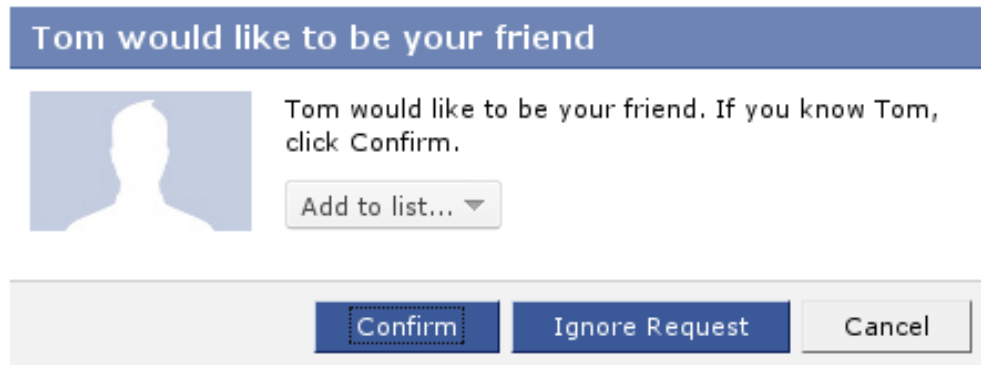 Tom would like to be your friend
Tom would like to be your friend. If you know Tom,
click Confirm.
Add to list...
Confirm
Ignore Request
Cancel